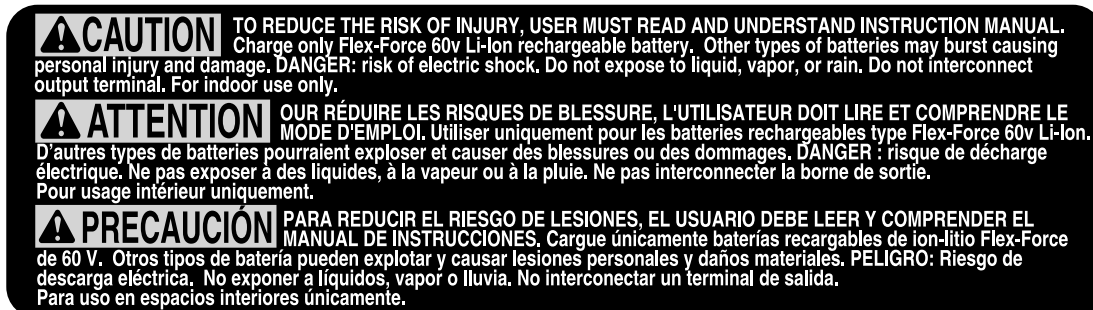 CAUTION TO REDUCE THE RISK OF INJURY, USER MUST READ AND UNDERSTAND INSTRUCTION MANUAL.
Charge only Flex-Force 60v Li-Ion rechargeable battery. Other types of batteries may burst causing
personal injury and damage. DANGER: risk of electric shock. Do not expose to liquid, vapor, or rain. Do not interconnect
output terminal. For indoor use only.
ATTENTION OUR RÉDUIRE LES RISQUES DE BLESSURE, L'UTILISATEUR DOIT LIRE ET COMPRENDRE LE
MODE D'EMPLOI. Utiliser uniquement pour les batteries rechargeables type Flex-Force 60v Li-Ion.
D'autres types de batteries pourraient exploser et causer des blessures ou des dommages. DANGER : risque de décharge
électrique. Ne pas exposer à des liquides, à la vapeur ou à la pluie. Ne pas interconnecter la borne de sortie.
Pour usage intérieur uniquement.
PRECAUCIÓN PARA REDUCIR EL RIESGO DE LESIONES, EL USUARIO DEBE LEER Y COMPRENDER EL
MANUAL DE INSTRUCCIONES. Cargue únicamente baterías recargables de ion-litio Flex-Force
de 60 V. Otros tipos de batería pueden explotar y causar lesiones personales y daños materiales. PELIGRO: Riesgo de
descarga eléctrica. No exponer a líquidos, vapor o lluvia. No interconectar un terminal de salida.
Para uso en espacios interiores únicamente.